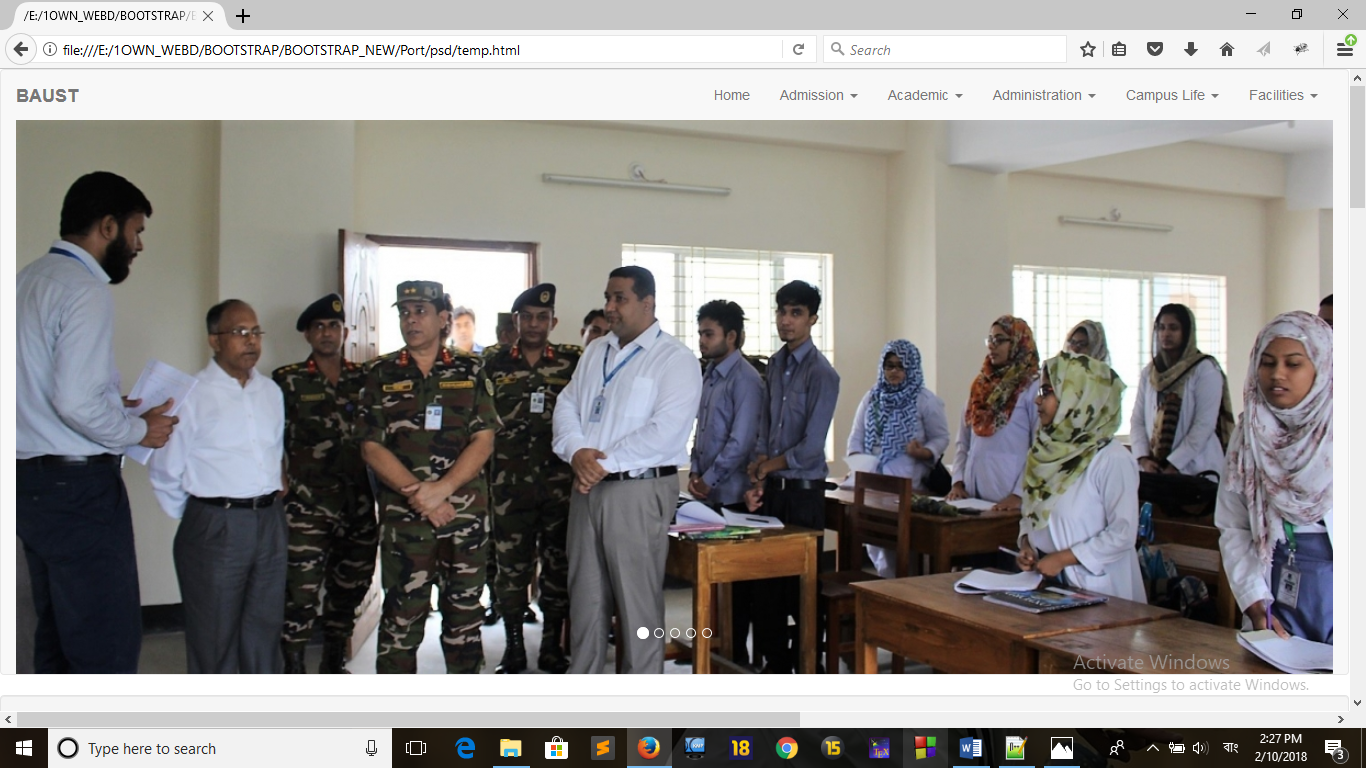 /E:/1OWN_WEBD/BOOTSTRAP/
file:///E:/1OWN_WEBD/BOOTSTRAP/BOOTSTRAP_NEW/Port/psd/temp.html
Search
BAUST
Home Admission Academic Administration Campus Life Facilities
Activate Windows
Go to Settings to activate Windows.
Type here to search
18
15
TEX
W
বাং
2:27 PM
2/10/2018
3